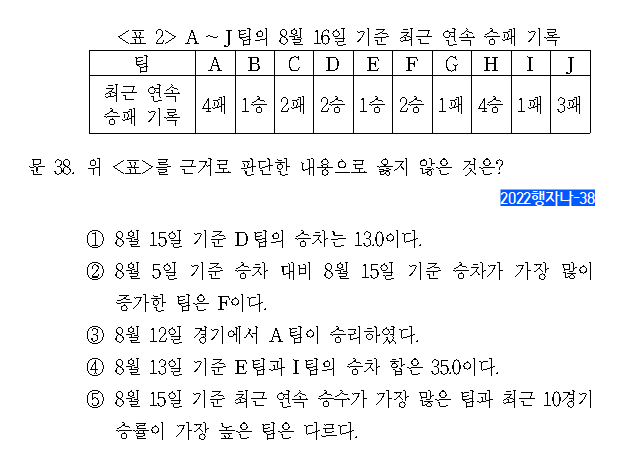 <표 2> A ~ J팀의 8월 16일 기준 최근 연속 승패 기록
팀 A B C D E F G H I J
최근 연속 승패 기록 4패 1승 2패 2승 1승 2승 1패 4승 1패 3패
문 38. 위 <표>를 근거로 판단한 내용으로 옳지 않은 것은?
2022행자나-38
① 8월 15일 기준 D팀의 승차는 13.0이다.
② 8월 5일 기준 승차 대비 8월 15일 기준 승차가 가장 많이
증가한 팀은 F이다.
③ 8월 12일 경기에서 A팀이 승리하였다.
④ 8월 13일 기준 E팀과 I팀의 승차 합은 35.0이다.
⑤ 8월 15일 기준 최근 연속 승수가 가장 많은 팀과 최근 10경기
승률이 가장 높은 팀은 다르다.